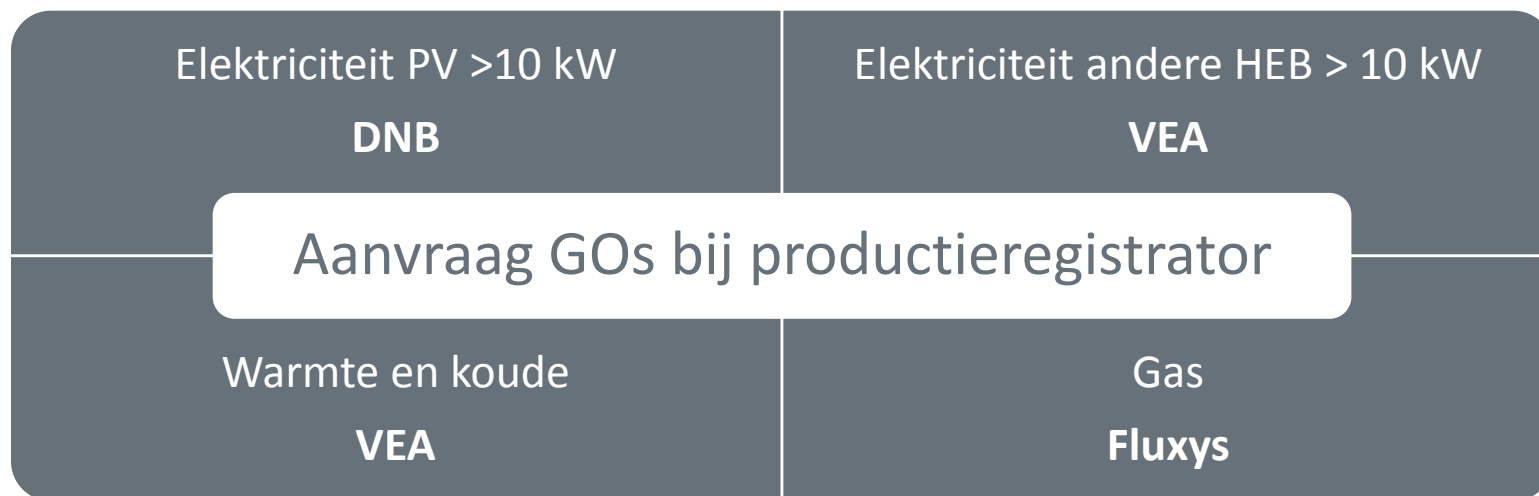 Elektriciteit PV >10 kW
DNB
Elektriciteit andere HEB > 10 kW
VEA
Aanvraag GOs bij productieregistrator
Warmte en koude
VEA
Gas
Fluxys